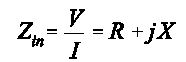 Z_in = V/I = R + jX